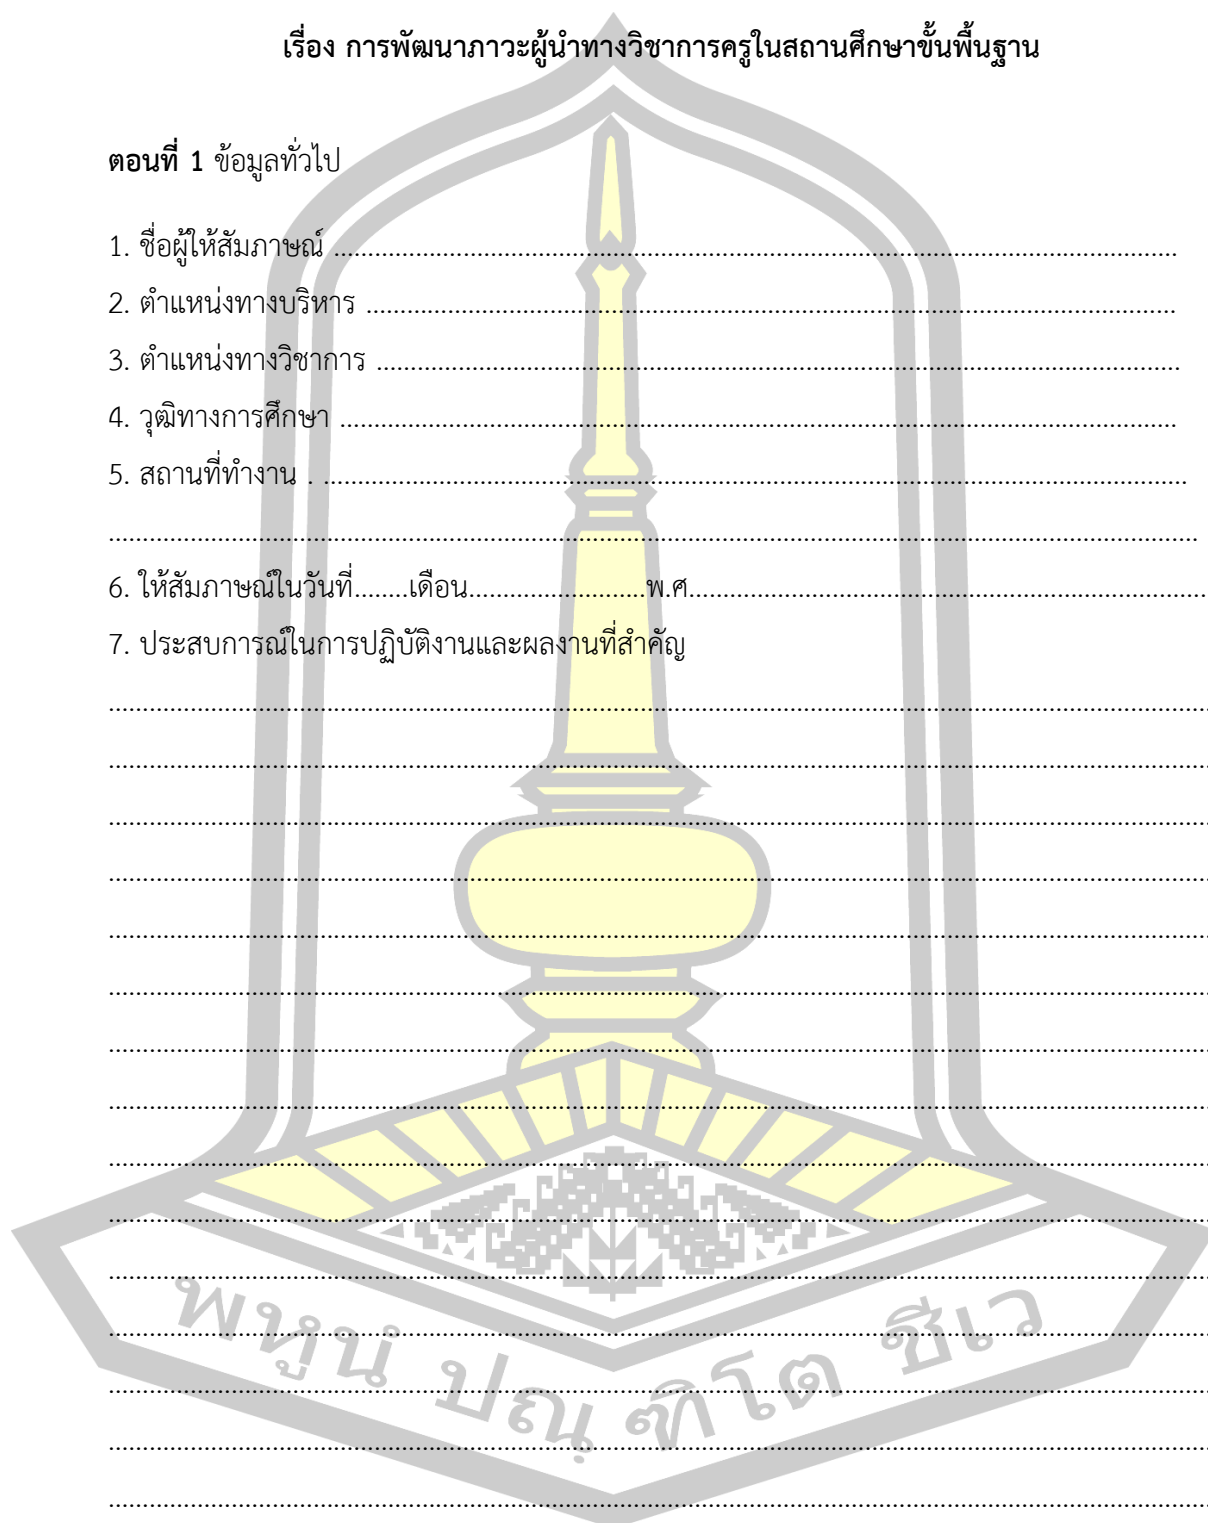 เรื่อง การพัฒนาภาวะผู้นำทางวิชาการครูในสถานศึกษาขั้นพื้นฐาน
ตอนที่ 1 ข้อมูลทั่วไป
1. ชื่อผู้ให้สัมภาษณ์ ..............................................................................................................................
2. ตำแหน่งทางบริหาร .........................................................................................................................
3. ตำแหน่งทางวิชาการ ........................................................................................................................
4. วุฒิทางการศึกษา .............................................................................................................................
5. สถานที่ทำงาน . .................................................................................................................................
..................................................................................................................................................................
6. ให้สัมภาษณ์ในวันที่........เดือน..........................พ.ศ.............................................................................
7. ประสบการณ์ในการปฏิบัติงานและผลงานที่สำคัญ
พหูนํ ปณฺฑิโต ชีเว